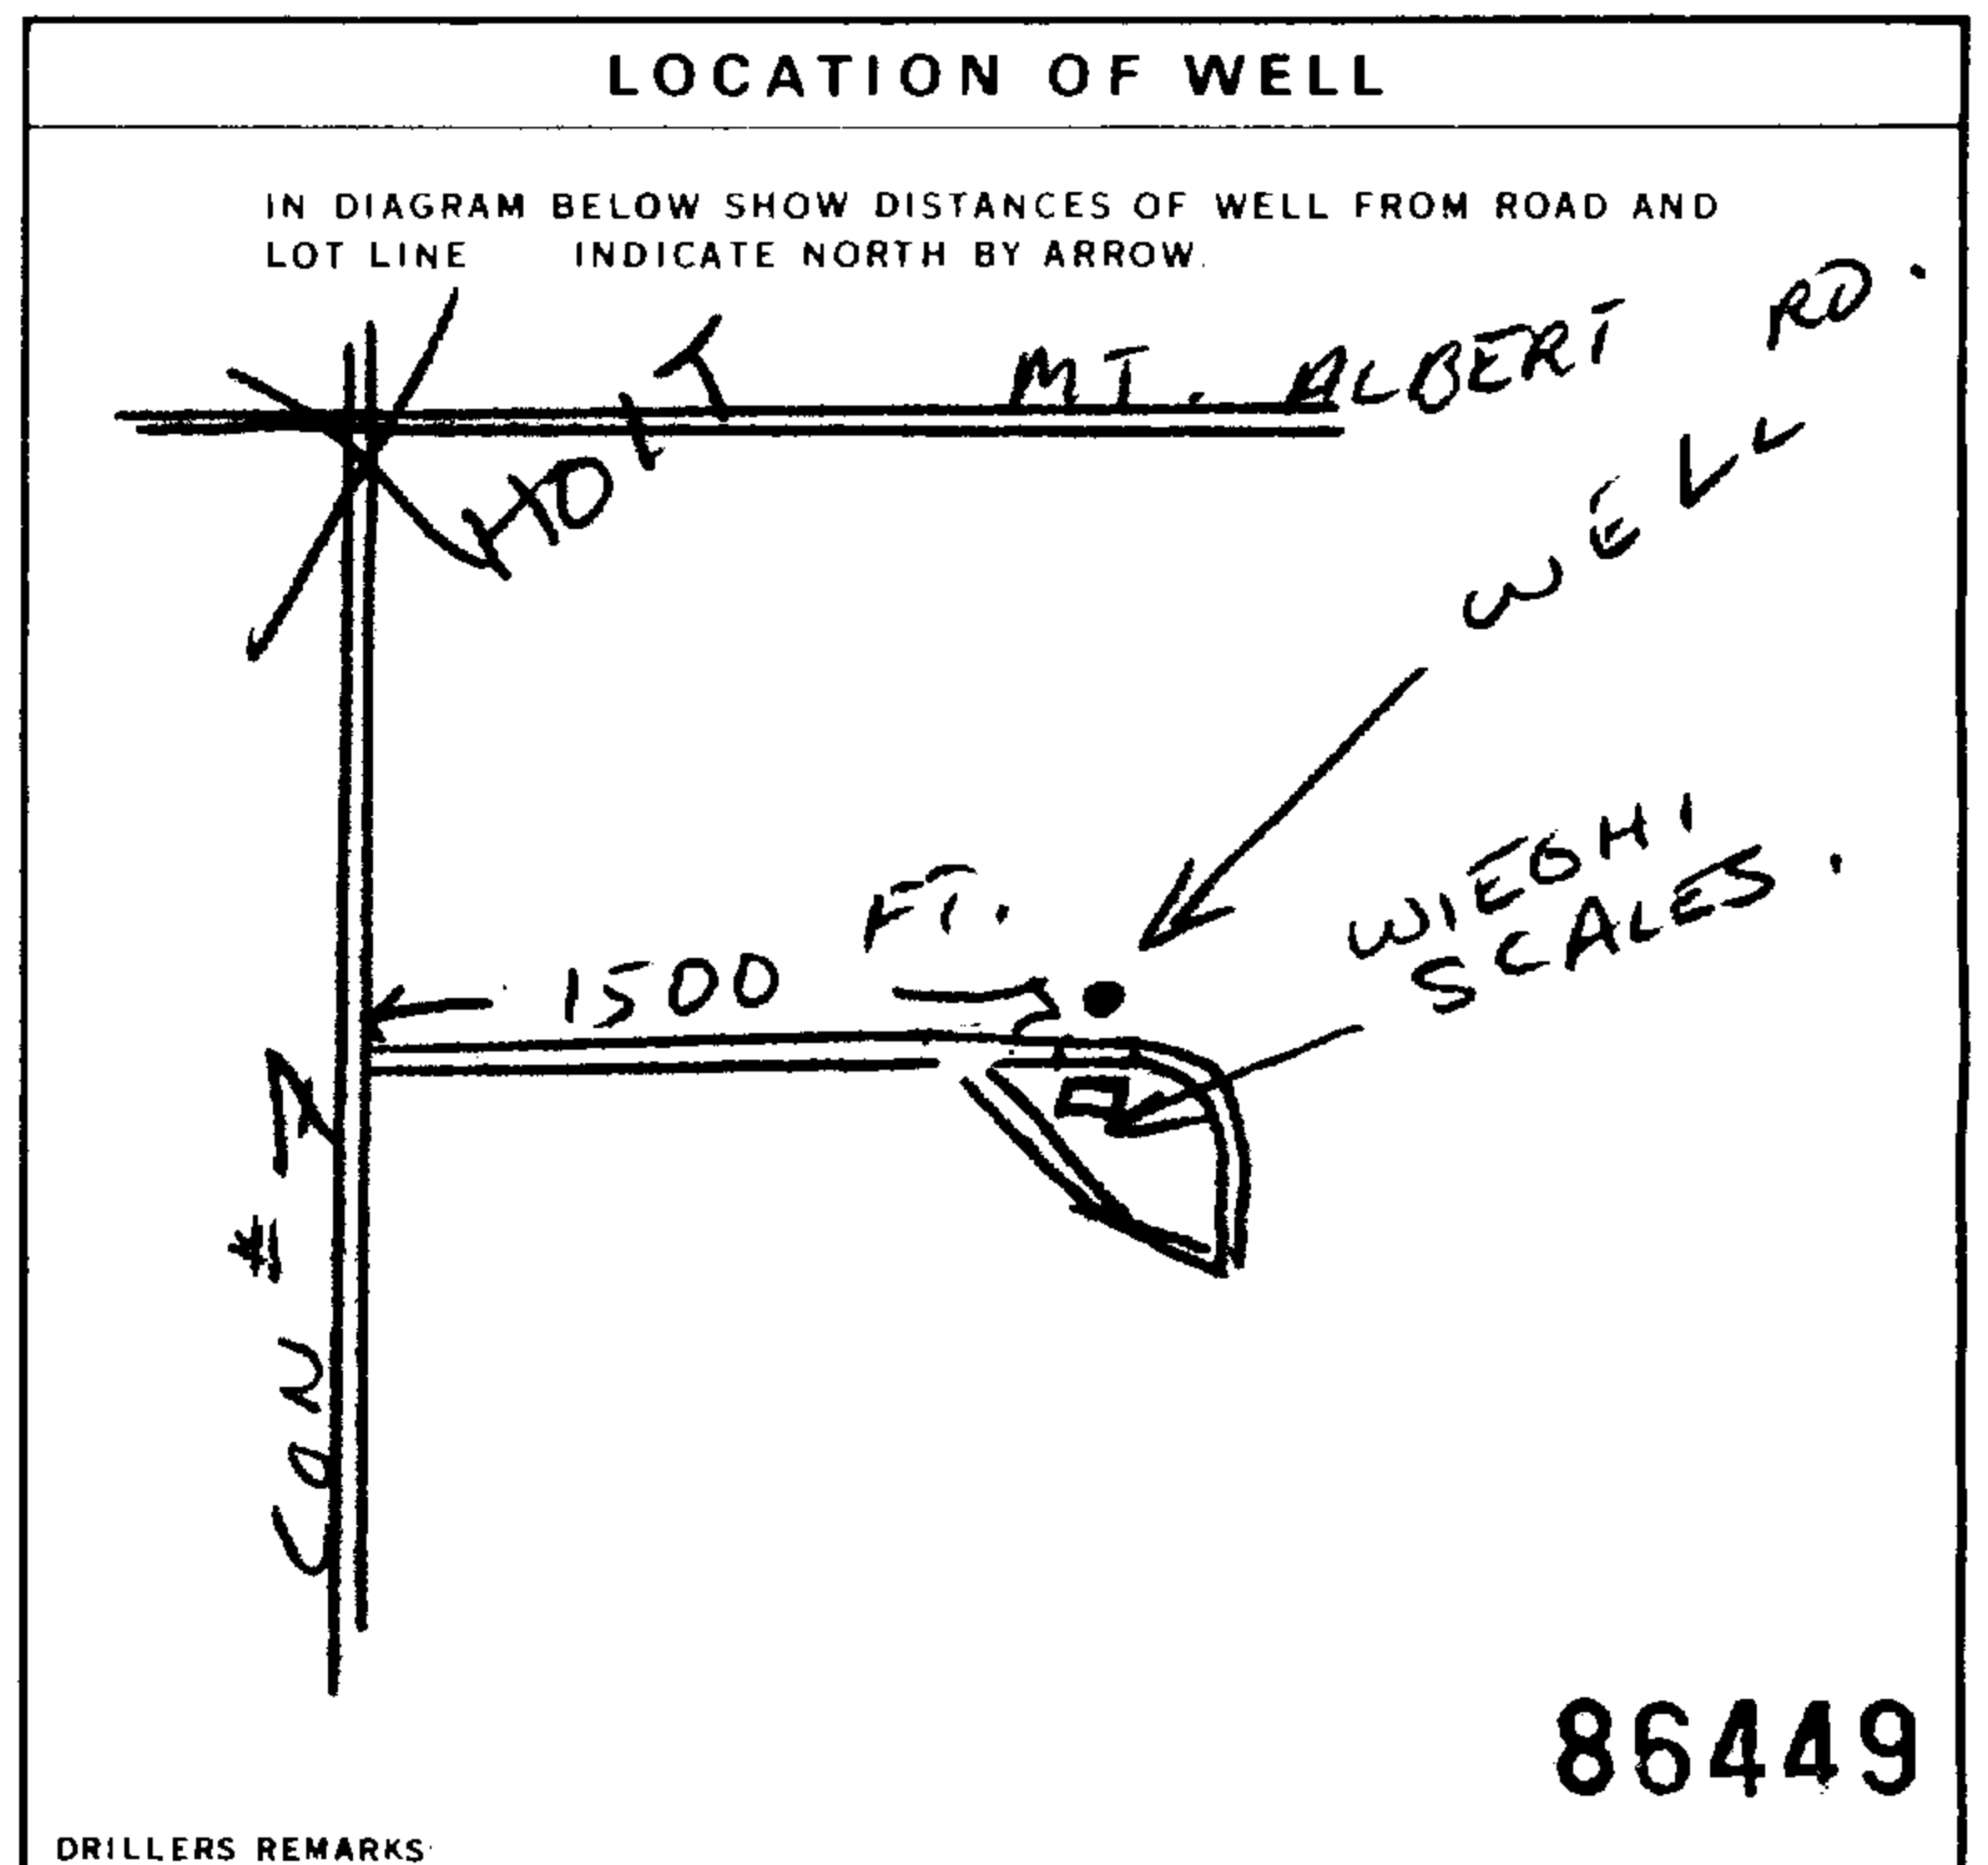 LOCATION OF WELL
IN DIAGRAM BELOW SHOW DISTANCES OF WELL FROM ROAD AND
LOT LINE INDICATE NORTH BY ARROW.
MT. ALBERT RD.
HOLT
WELL
1500 FT.
WIEGHT
SCALES.
CON # 7
86449
DRILLERS REMARKS